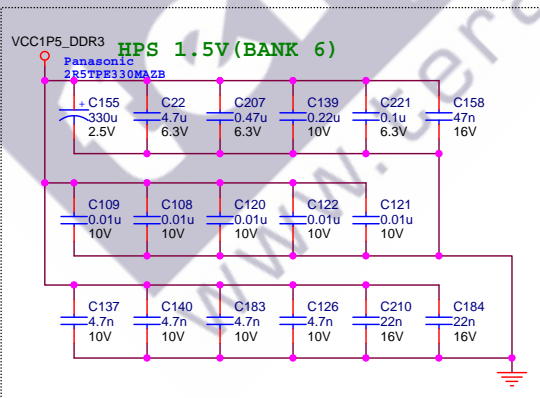 VCC1P5_DDR3
HPS 1.5V(BANK 6)
Panasonic
2R5TPE330MAZB
+ C155 C22 C207 C139 C221 C158
330u 4.7u 0.47u 0.22u 0.1u 47n
2.5V 6.3V 6.3V 10V 6.3V 16V
C109 C108 C120 C122 C121
0.01u 0.01u 0.01u 0.01u 0.01u
10V 10V 10V 10V 10V
C137 C140 C183 C126 C210 C184
4.7n 4.7n 4.7n 4.7n 22n 22n
10V 10V 10V 10V 16V 16V
www.tera